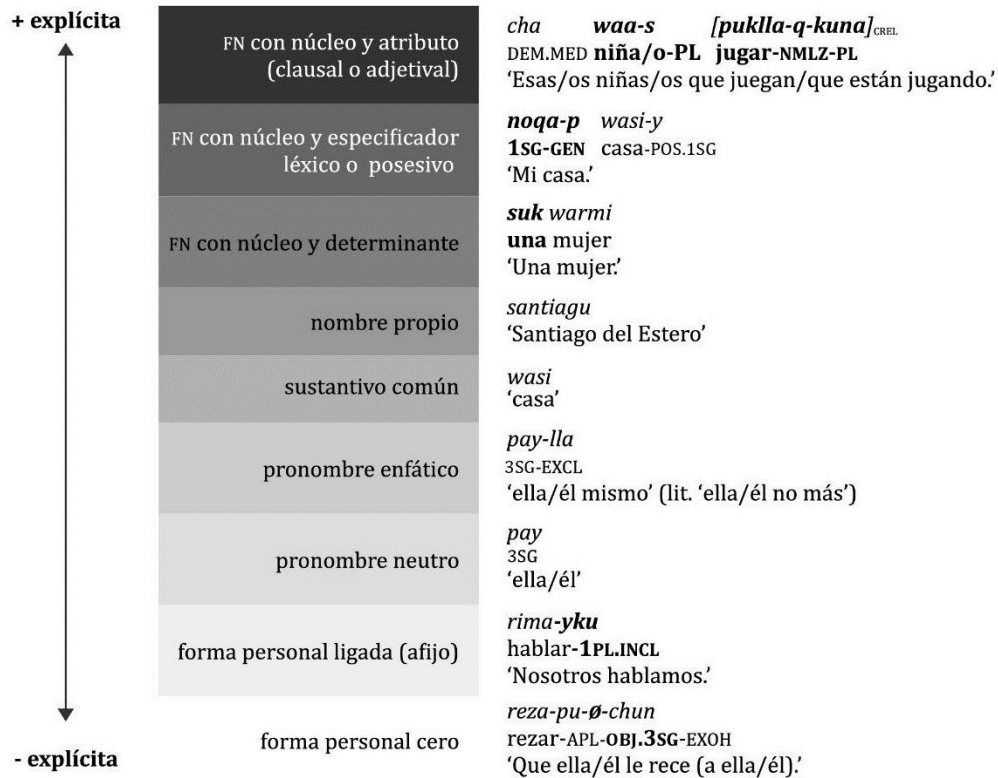 + explícita
FN con núcleo y atributo
(clausal o adjetival)
cha waa-s [puklla-q-kuna]CREL
DEM.MED niña/o-PL jugar-NMLZ-PL
‘Esas/os niñas/os que juegan/que están jugando.’
FN con núcleo y especificador
léxico o posesivo
noqa-p wasi-y
1SG-GEN casa-POS.1SG
‘Mi casa.’
FN con núcleo y determinante
suk warmi
una mujer
‘Una mujer.’
nombre propio
santiagu
‘Santiago del Estero’
sustantivo común
wasi
‘casa’
pronombre enfático
pay-lla
3SG-EXCL
‘ella/él mismo’ (lit. ‘ella/él no más’)
pronombre neutro
pay
3SG
‘ella/él’
forma personal ligada (afijo)
rima-yku
hablar-1PL.INCL
‘Nosotros hablamos.’
forma personal cero
reza-pu-ø-chun
rezar-APL-OBJ.3SG-EXOH
‘Que ella/él le rece (a ella/él).’
- explícita